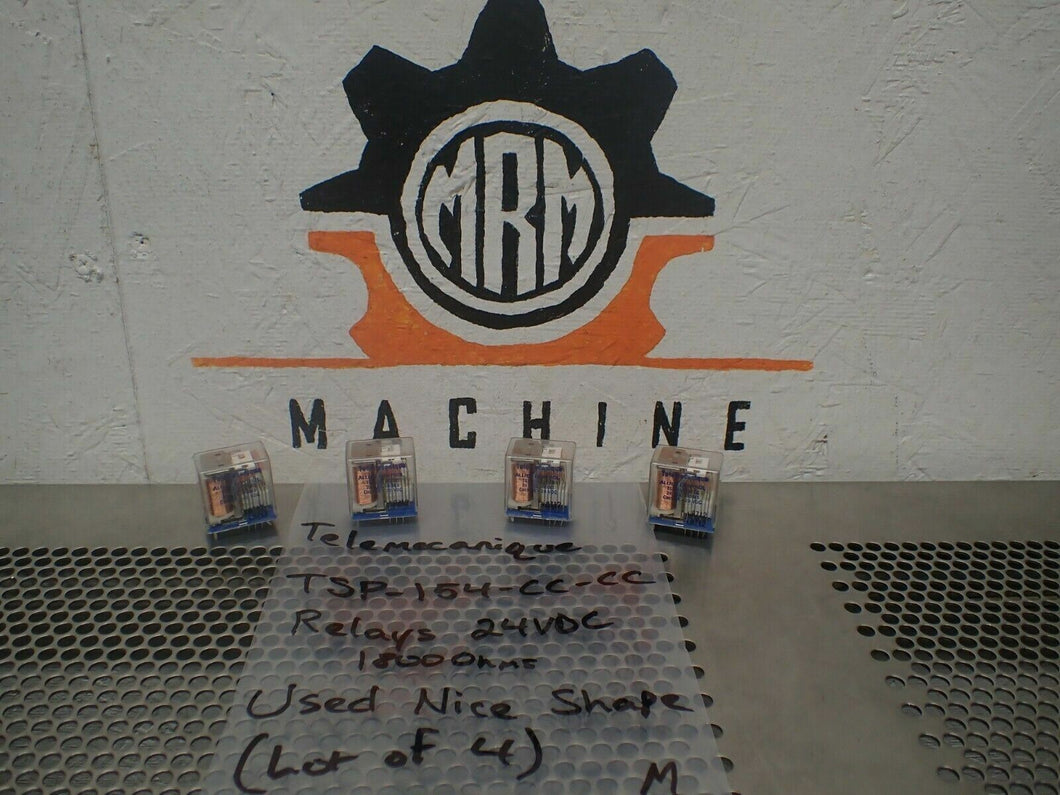 MRM
MACHINE
Telemecanique
TSP-154-CC-CC
Relays 24VDC
1800Ohms
Used Nice Shape
(Lot of 4)
M